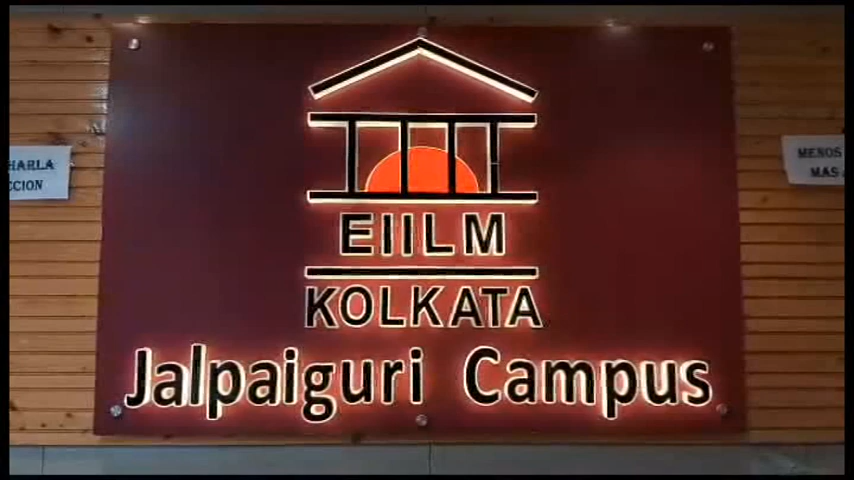 EIILM
KOLKATA
Jalpaiguri Campus
HARLA
CCION
MENOS
MAS